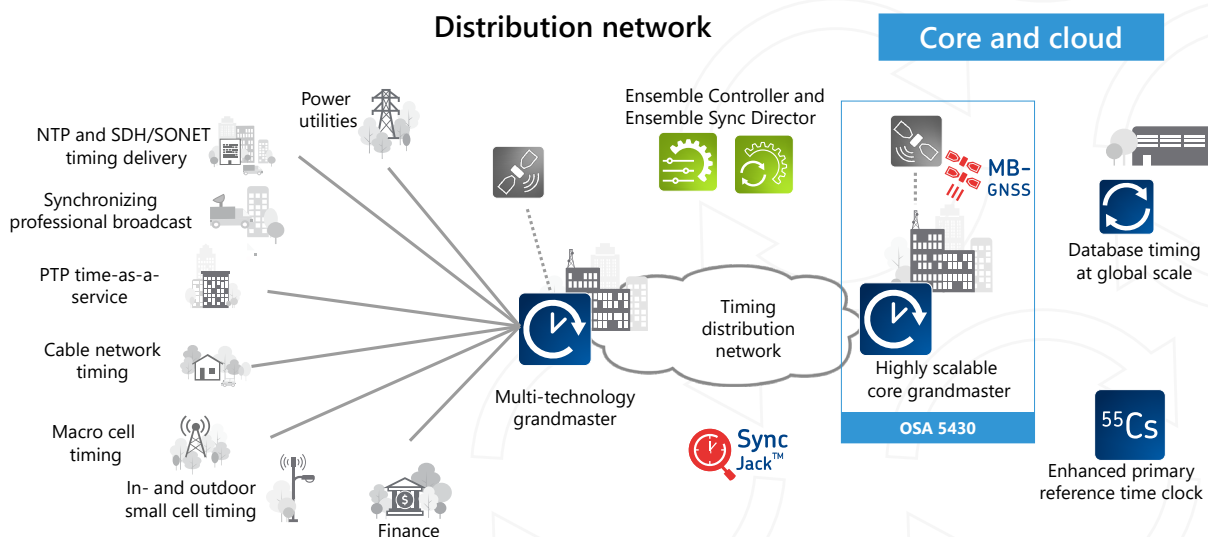 Distribution network
Core and cloud
Power
utilities
NTP and SDH/SONET
timing delivery
Synchronizing
professional broadcast
PTP time-as-a-
service
Cable network
timing
Macro cell
timing
In- and outdoor
small cell timing
Finance
Multi-technology
grandmaster
Ensemble Controller and
Ensemble Sync Director
Timing
distribution
network
Sync
Jack™
MB-
GNSS
Highly scalable
core grandmaster
OSA 5430
Database timing
at global scale
55Cs
Enhanced primary
reference time clock